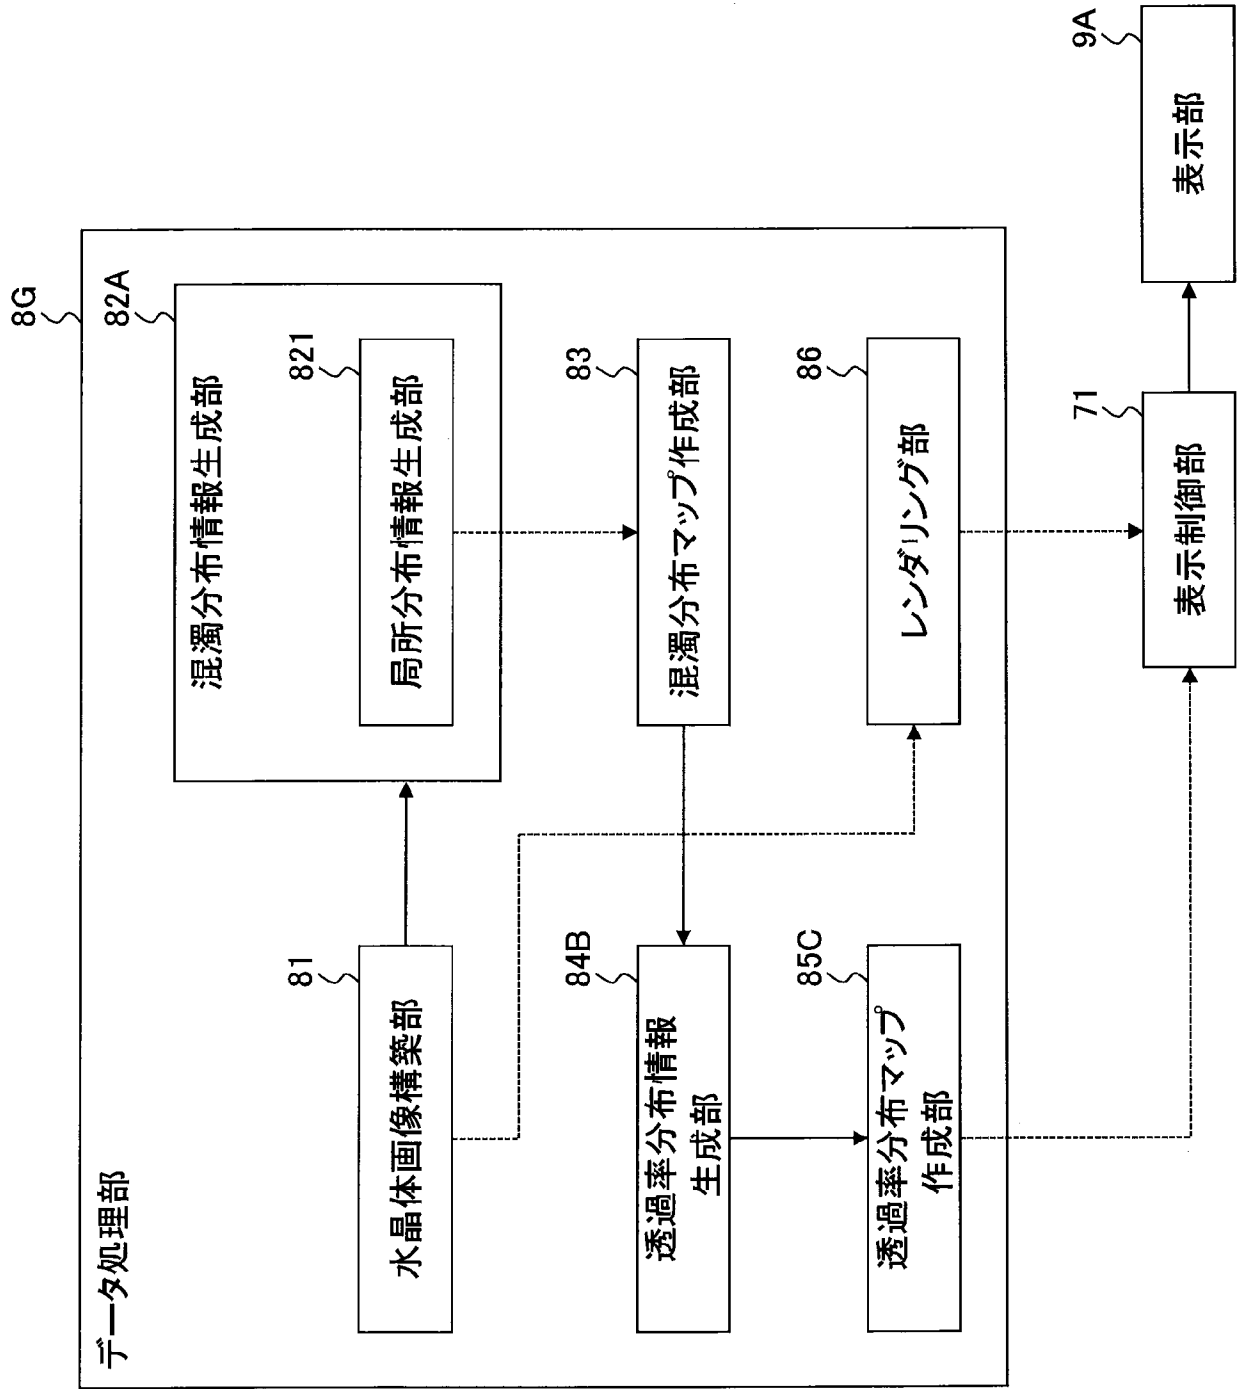 データ処理部
8G
混濁分布情報生成部
82A
水晶体画像構築部
81
局所分布情報生成部
821
透過率分布情報
生成部
84B
混濁分布マップ作成部
83
透過率分布マップ
作成部
85C
レンダリング部
86
表示制御部
71
表示部
9A